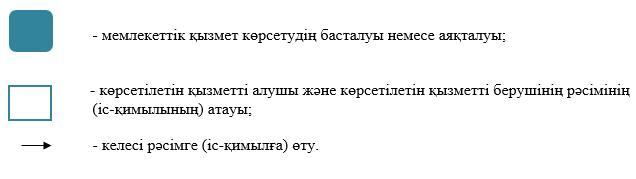 - мемлекеттік қызмет көрсетудің басталуы немесе аяқталуы;
- көрсетілетін қызметті алушы және көрсетілетін қызметті берушінің рәсімінің
(іс-қимылының) атауы;
- келесі рәсімге (іс-қимылға) өту.